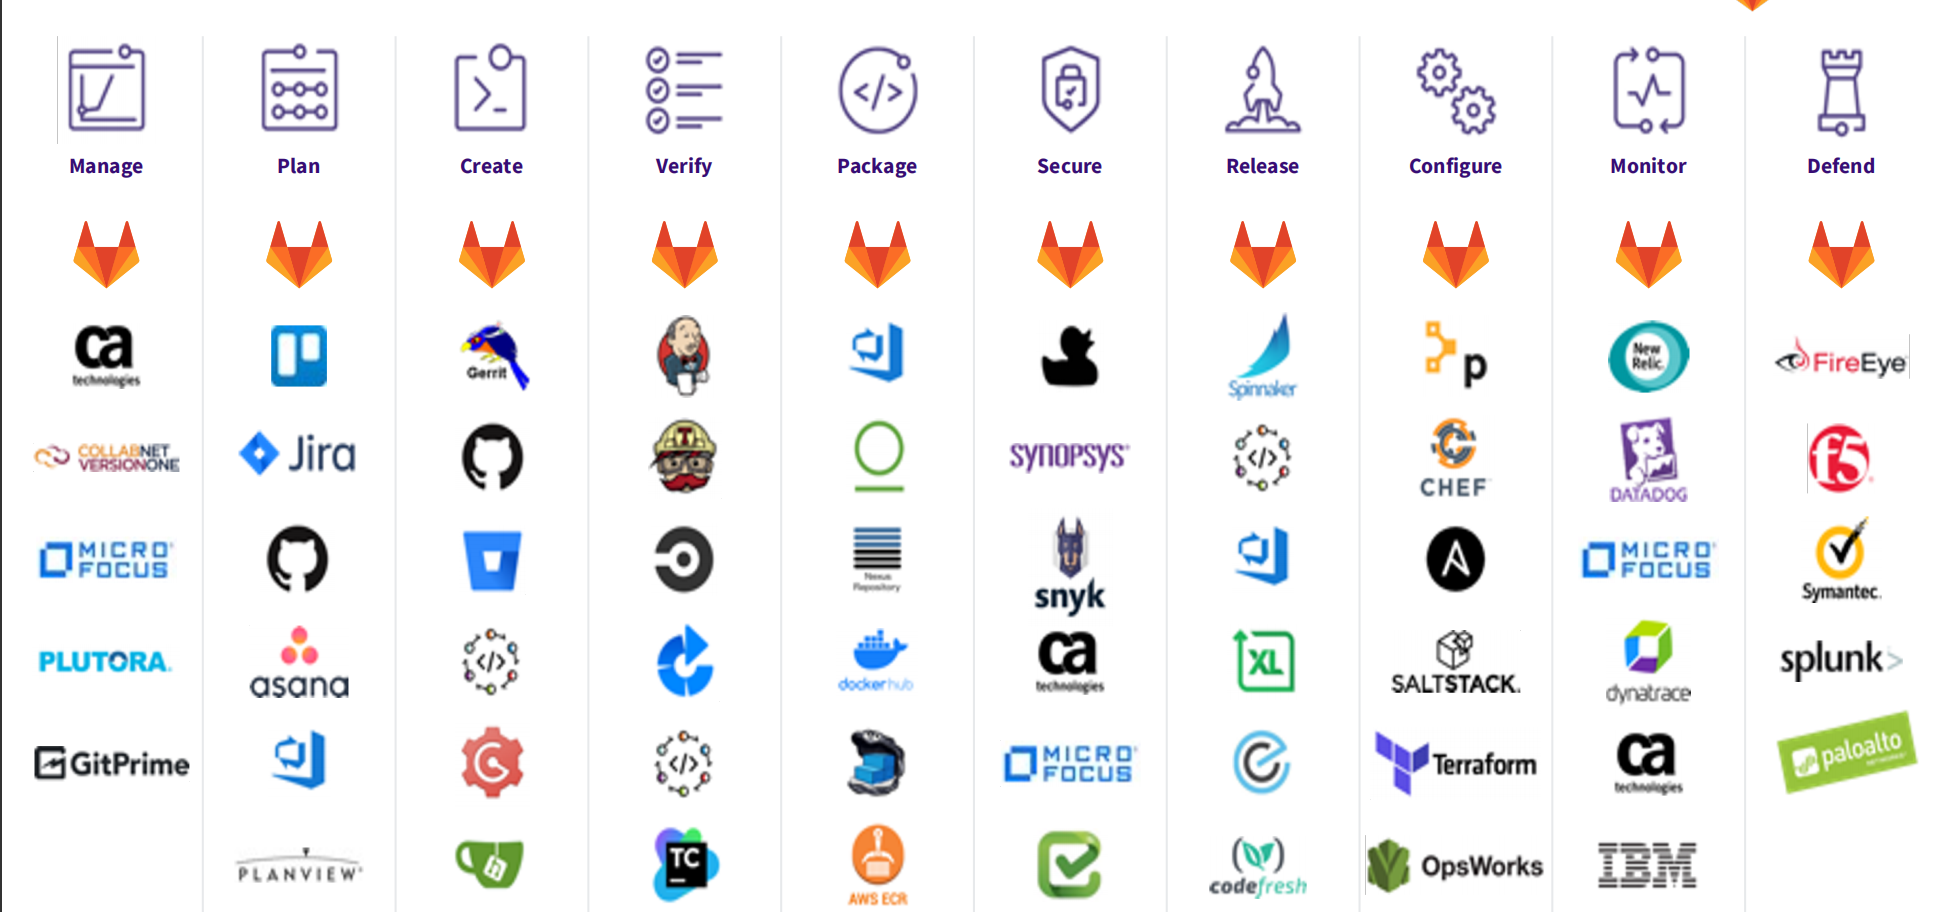 Manage
Plan
Create
Verify
Package
Secure
Release
Configure
Monitor
Defend
ca
technologies
Gerrit
Spinnaker
p
New
Relic.
FireEye
COLLABNET
VERSIONONE
Jira
T
SYNOPSYS®
</>
CHEF
DATADOG
f5
MICRO
FOCUS
Nexus
Repository
snyk
A
MICRO
FOCUS
Symantec.
PLUTORA.
asana
</>
docker hub
ca
technologies
XL
SALTSTACK.
dynatrace
splunk>
GitPrime
C
</>
MICRO
FOCUS
Terraform
ca
technologies
paloalto
PLANVIEW®
TC
AWS ECR
codefresh
OpsWorks
IBM